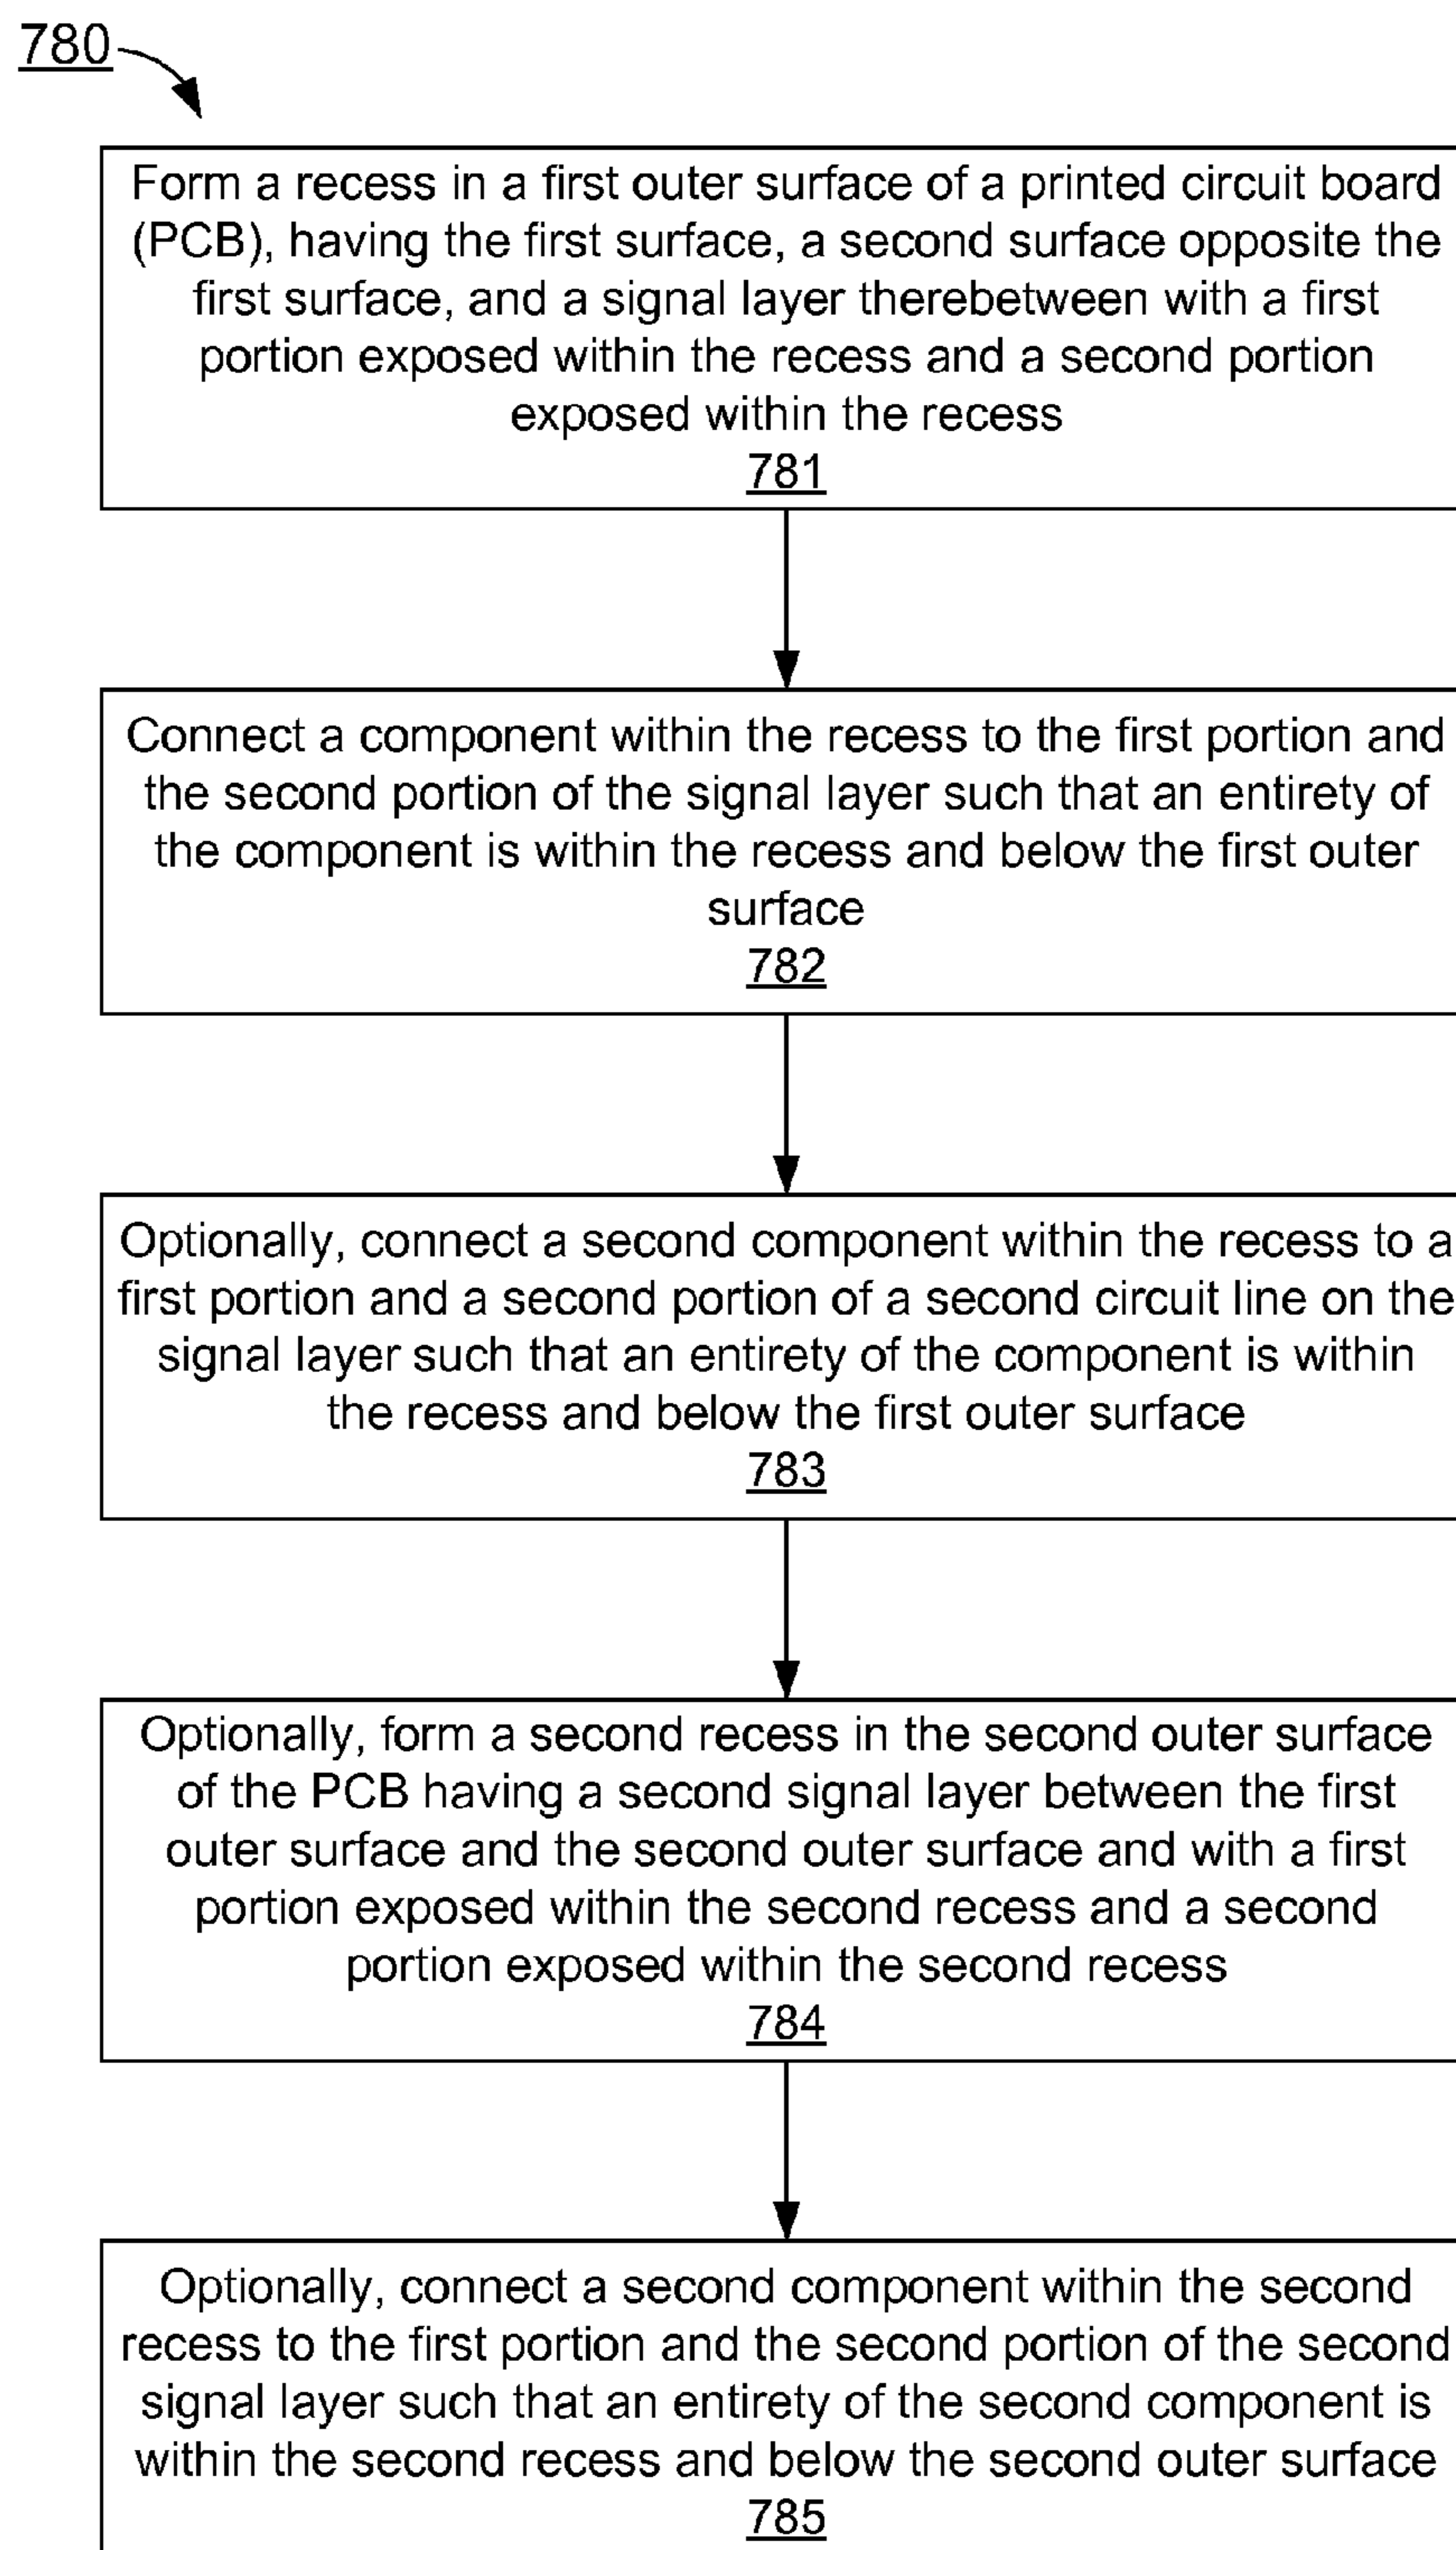 780
Form a recess in a first outer surface of a printed circuit board
(PCB), having the first surface, a second surface opposite the
first surface, and a signal layer therebetween with a first
portion exposed within the recess and a second portion
exposed within the recess
781
Connect a component within the recess to the first portion and
the second portion of the signal layer such that an entirety of
the component is within the recess and below the first outer
surface
782
Optionally, connect a second component within the recess to a
first portion and a second portion of a second circuit line on the
signal layer such that an entirety of the component is within
the recess and below the first outer surface
783
Optionally, form a second recess in the second outer surface
of the PCB having a second signal layer between the first
outer surface and the second outer surface and with a first
portion exposed within the second recess and a second
portion exposed within the second recess
784
Optionally, connect a second component within the second
recess to the first portion and the second portion of the second
signal layer such that an entirety of the second component is
within the second recess and below the second outer surface
785